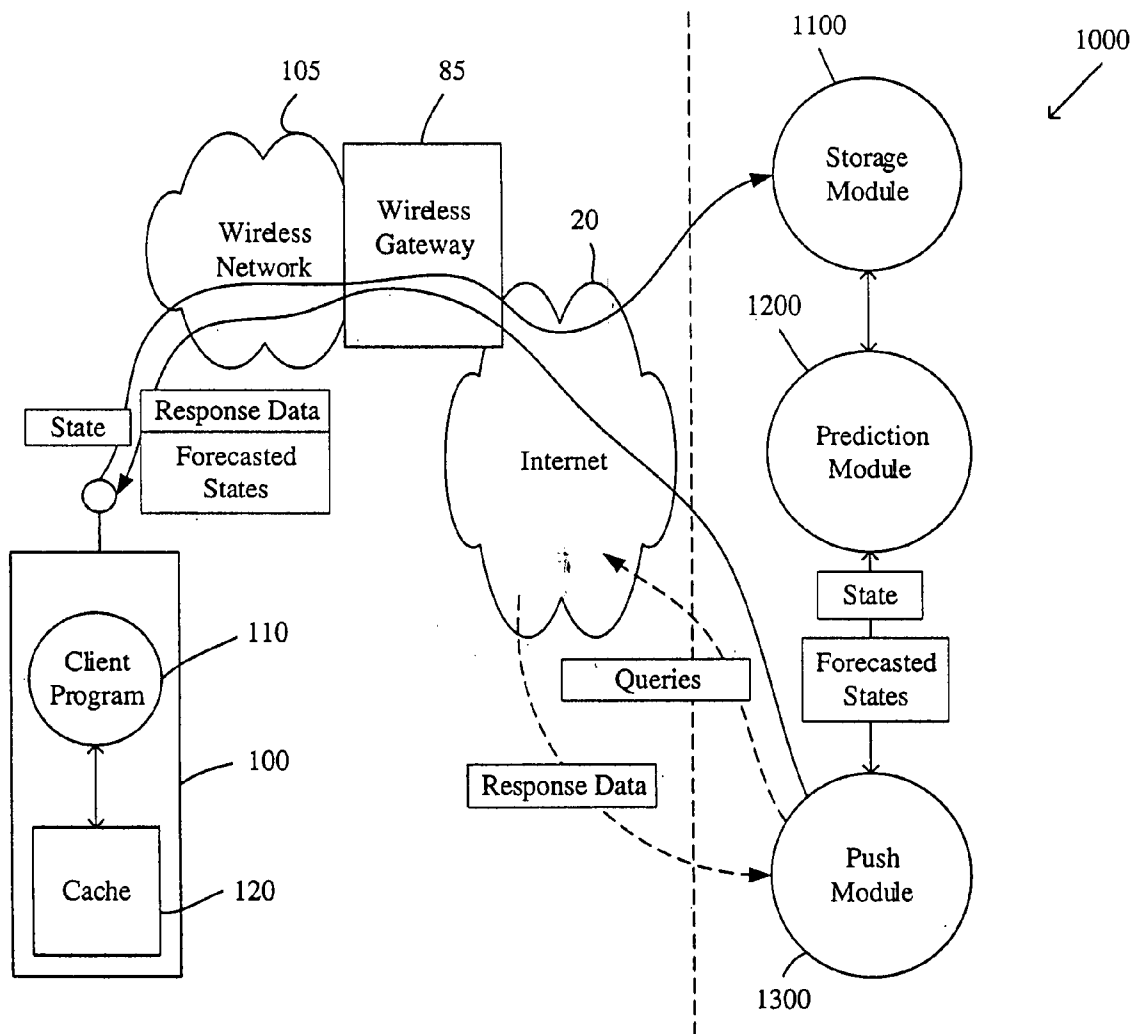 1100
1000
105
85
Storage
Module
Wireless
Gateway
20
Wireless
Network
1200
Response Data
State
Forecasted
States
Internet
Prediction
Module
State
110
Client
Program
Queries
Forecasted
States
100
Response Data
Push
Module
Cache
120
1300